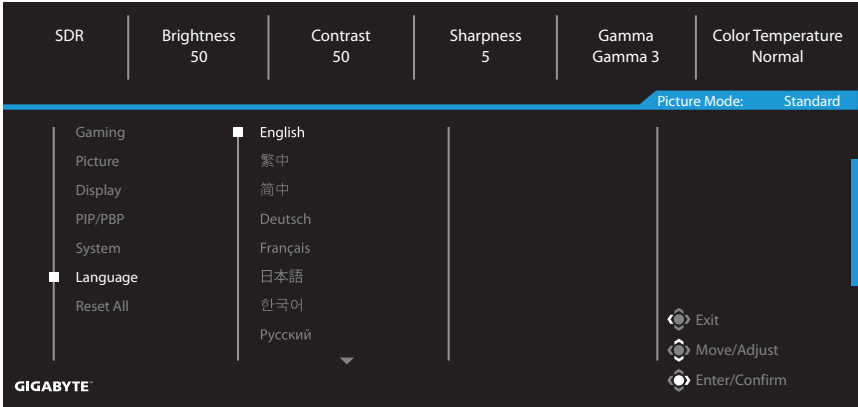 SDR
Brightness
50
Contrast
50
Sharpness
5
Gamma
Gamma 3
Color Temperature
Normal
Picture Mode: Standard
Gaming
Picture
Display
PIP/PBP
System
Language
Reset All
English
繁中
简中
Deutsch
Français
日本語
한국어
Русский
Exit
Move/Adjust
Enter/Confirm
GIGABYTE™